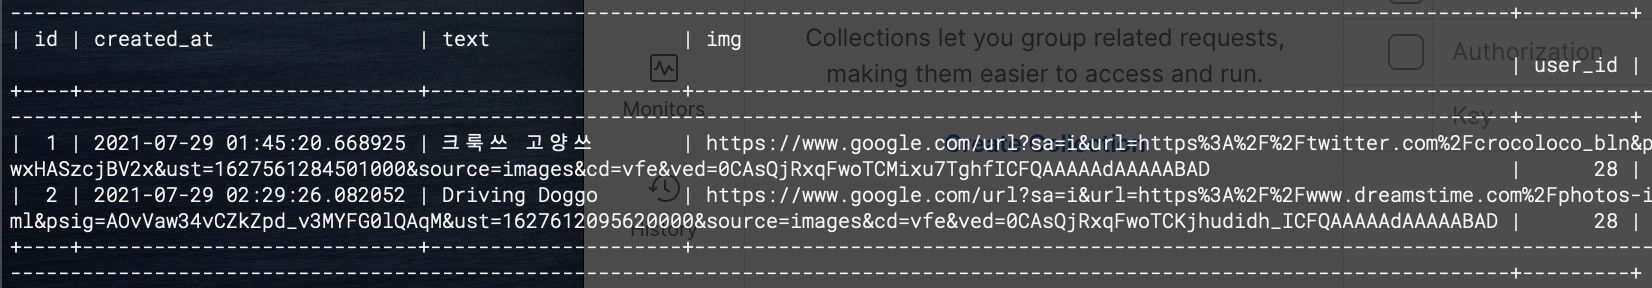 | id | created_at | text | img
| user_id |
| 1 | 2021-07-29 01:45:20.668925 | 크룩쓰 고양쓰 | https://www.google.com/url?sa=i&url=https%3A%2F%2Ftwitter.com%2Fcrocoloco_bln&p
wxHASzcjBV2x&ust=1627561284501000&source=images&cd=vfe&ved=0CAsQjRxqFwoTCMixu7TghfICFQAAAAAdAAAAABAD | 28 |
| 2 | 2021-07-29 02:29:26.082052 | Driving Doggo | https://www.google.com/url?sa=i&url=https%3A%2F%2Fwww.dreamstime.com%2Fphotos-i
ml&psig=AOvVaw34vCZkZpd_v3MYFG0lQAqM&ust=1627612095620000&source=images&cd=vfe&ved=0CAsQjRxqFwoTCKjhudidh_ICFQAAAAAdAAAAABAD | 28 |
Collections let you group related requests,
making them easier to access and run.
Create Collection
Monitors
History
Authorization
Key